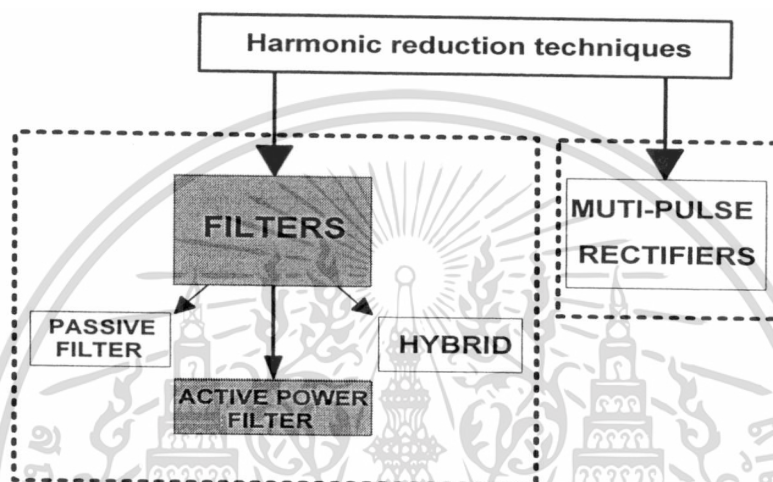 Harmonic reduction techniques
FILTERS
MUTI-PULSE
RECTIFIERS
PASSIVE
FILTER
HYBRID
ACTIVE POWER
FILTER